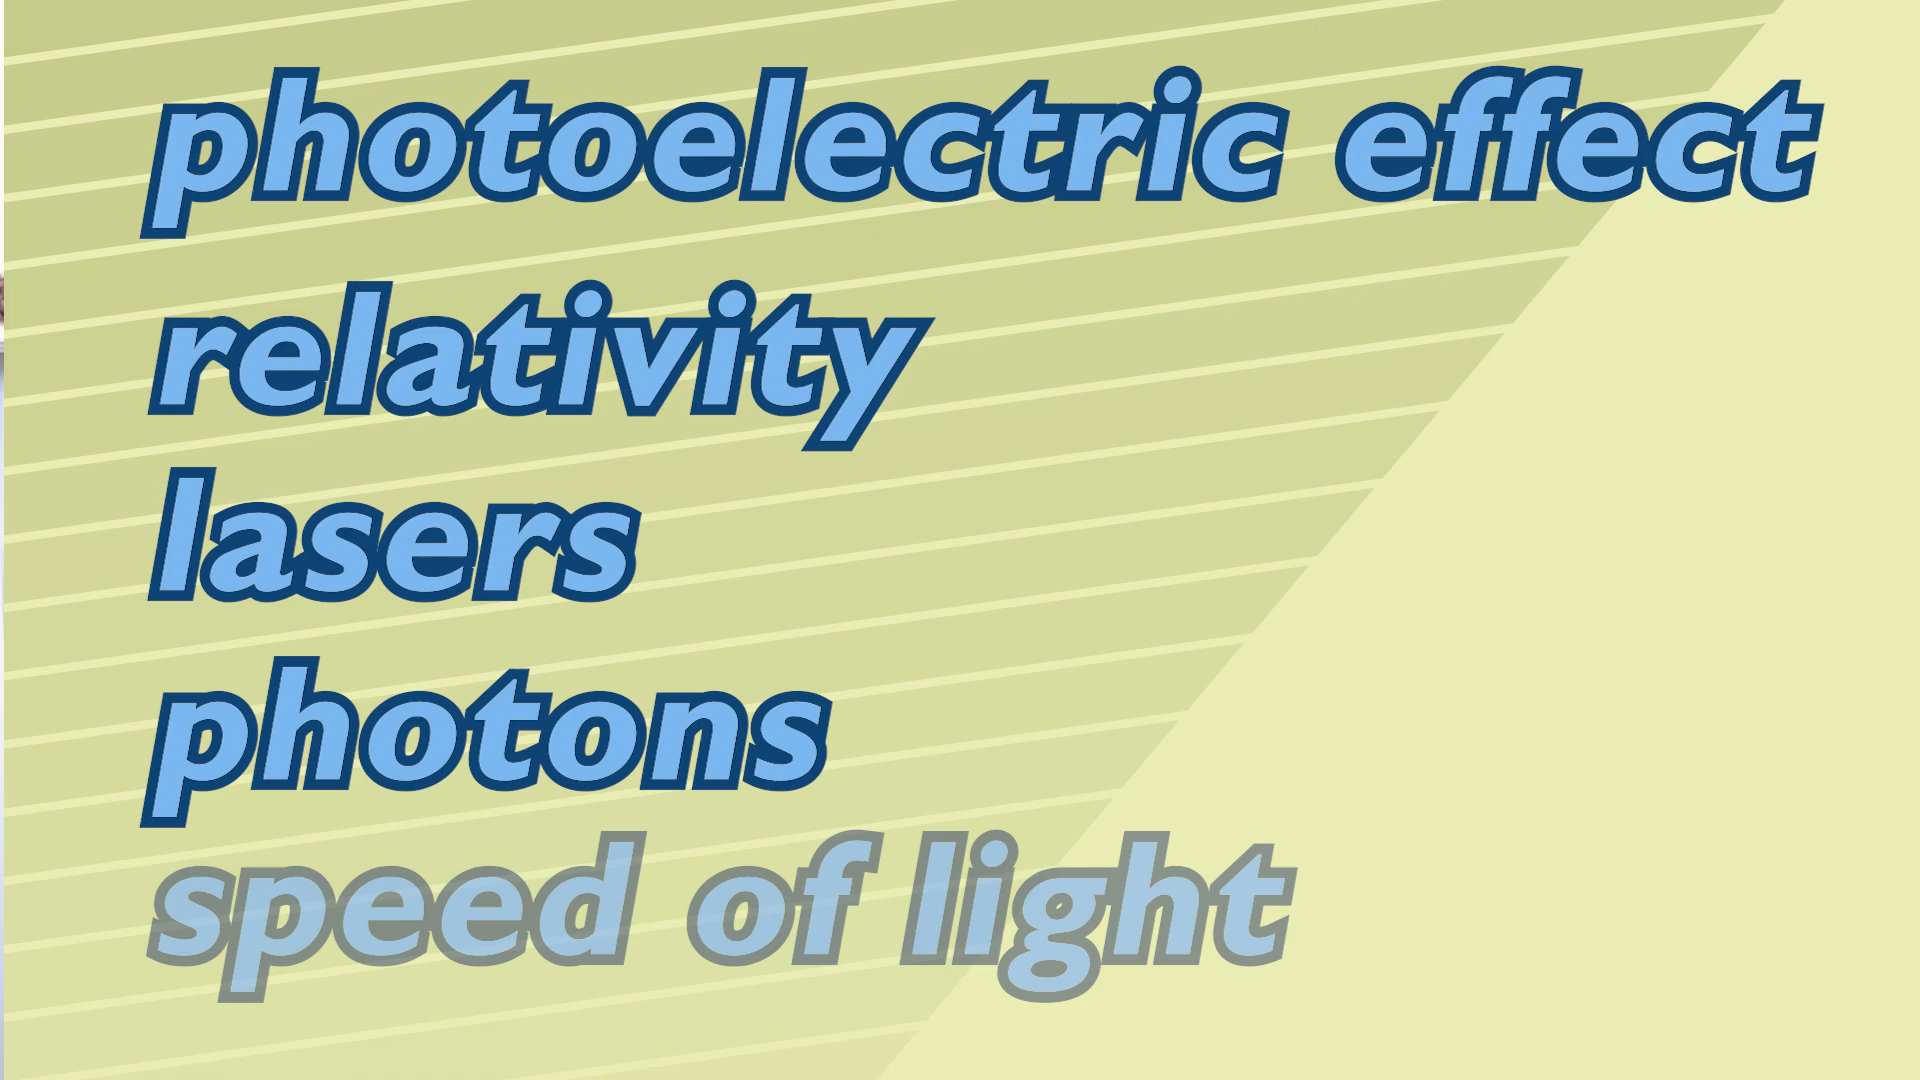 photoelectric effect
relativity
lasers
photons
speed of light